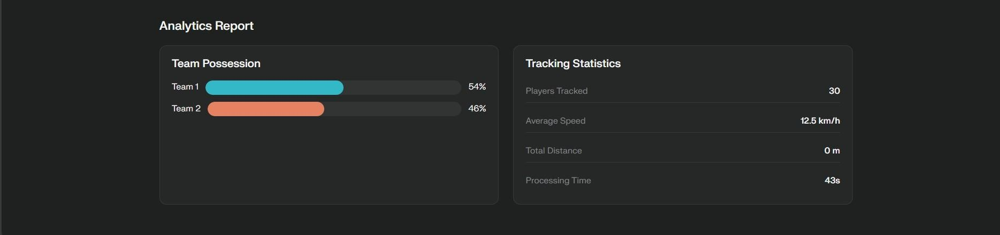 Analytics Report
Team Possession
Team 1 54%
Team 2 46%
Tracking Statistics
Players Tracked 30
Average Speed 12.5 km/h
Total Distance 0 m
Processing Time 43s